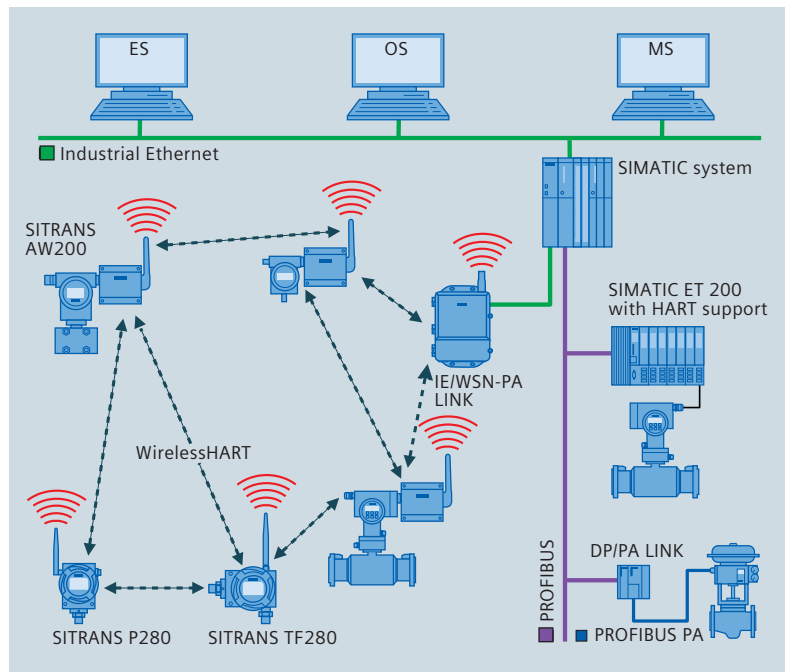 ES
OS
MS
Industrial Ethernet
SIMATIC system
SITRANS
AW200
SIMATIC ET 200
with HART support
IE/WSN-PA
LINK
WirelessHART
PROFIBUS
DP/PA LINK
SITRANS P280
SITRANS TF280
PROFIBUS PA